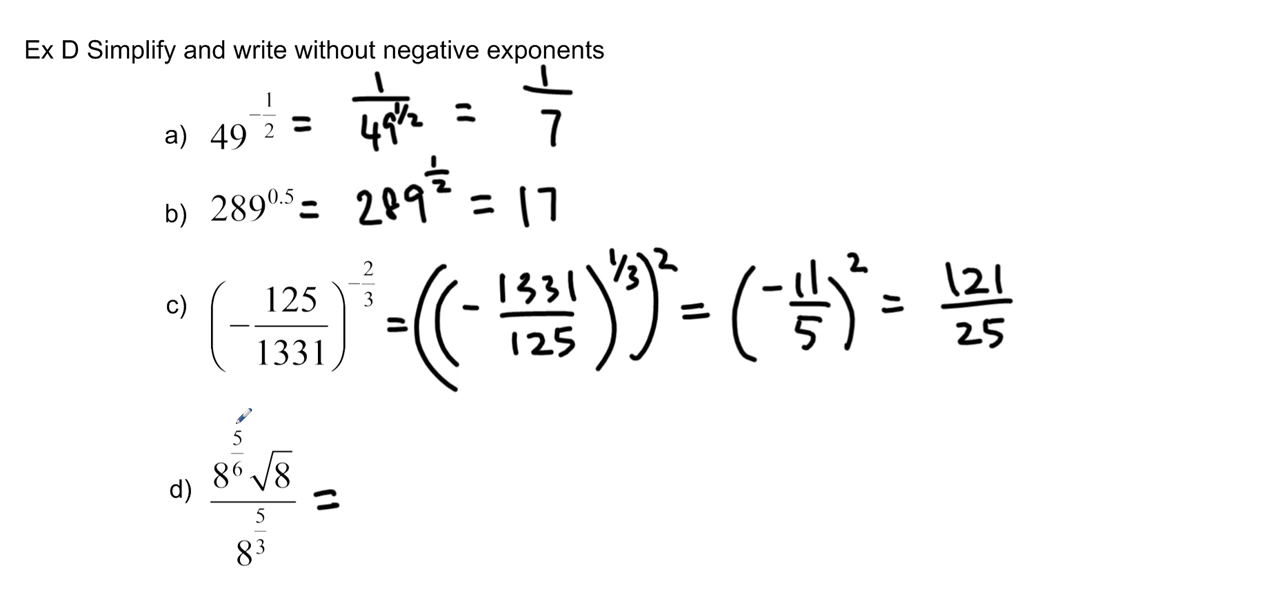 Ex D Simplify and write without negative exponents
a) 49^(-1/2) = 1/49^(1/2) = 1/7
b) 289^0.5 = 289^(1/2) = 17
c) (-125/1331)^(-2/3) = ((-1331/125)^(1/3))^2 = (-11/5)^2 = 121/25
d) 8^(5/6)√8 / 8^(5/3) =